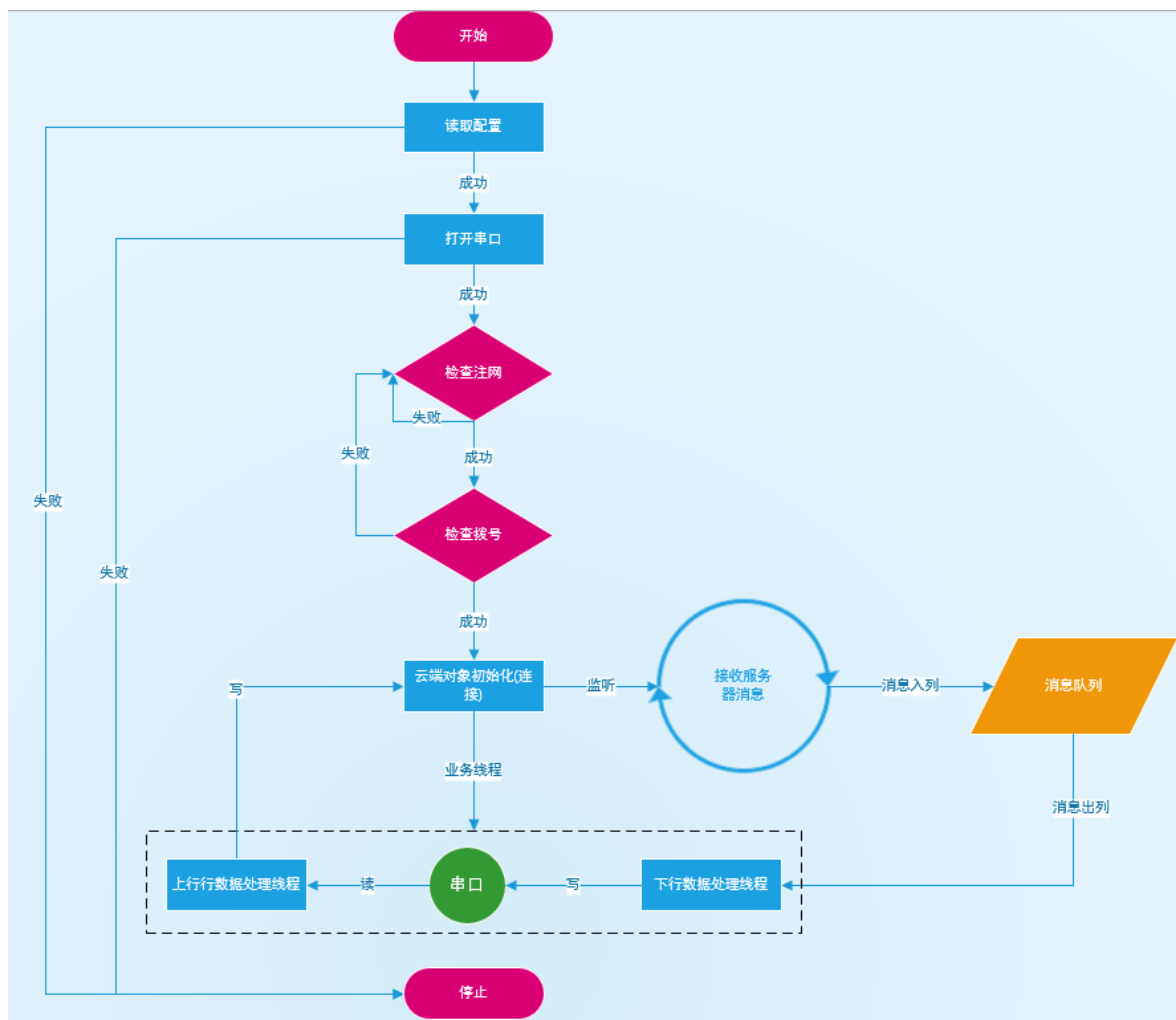 开始
读取配置
成功
打开串口
成功
检查注网
失败
失败
成功
失败
检查拨号
失败
成功
云端对象初始化(连
接)
监听
接收服务
器消息
消息入列
消息队列
写
业务线程
消息出列
上行行数据处理线程
读
串口
写
下行数据处理线程
停止